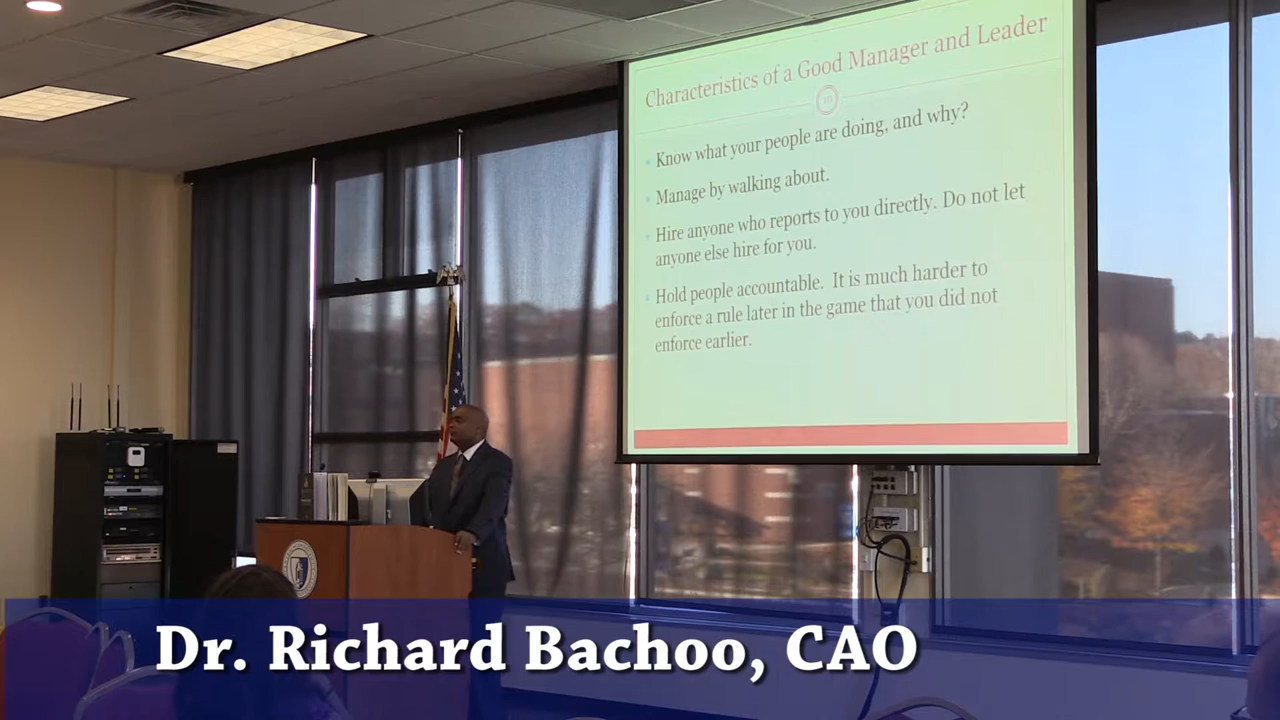 Characteristics of a Good Manager and Leader
10
Know what your people are doing, and why?
Manage by walking about.
Hire anyone who reports to you directly. Do not let
anyone else hire for you.
Hold people accountable. It is much harder to
enforce a rule later in the game that you did not
enforce earlier.
Dr. Richard Bachoo, CAO